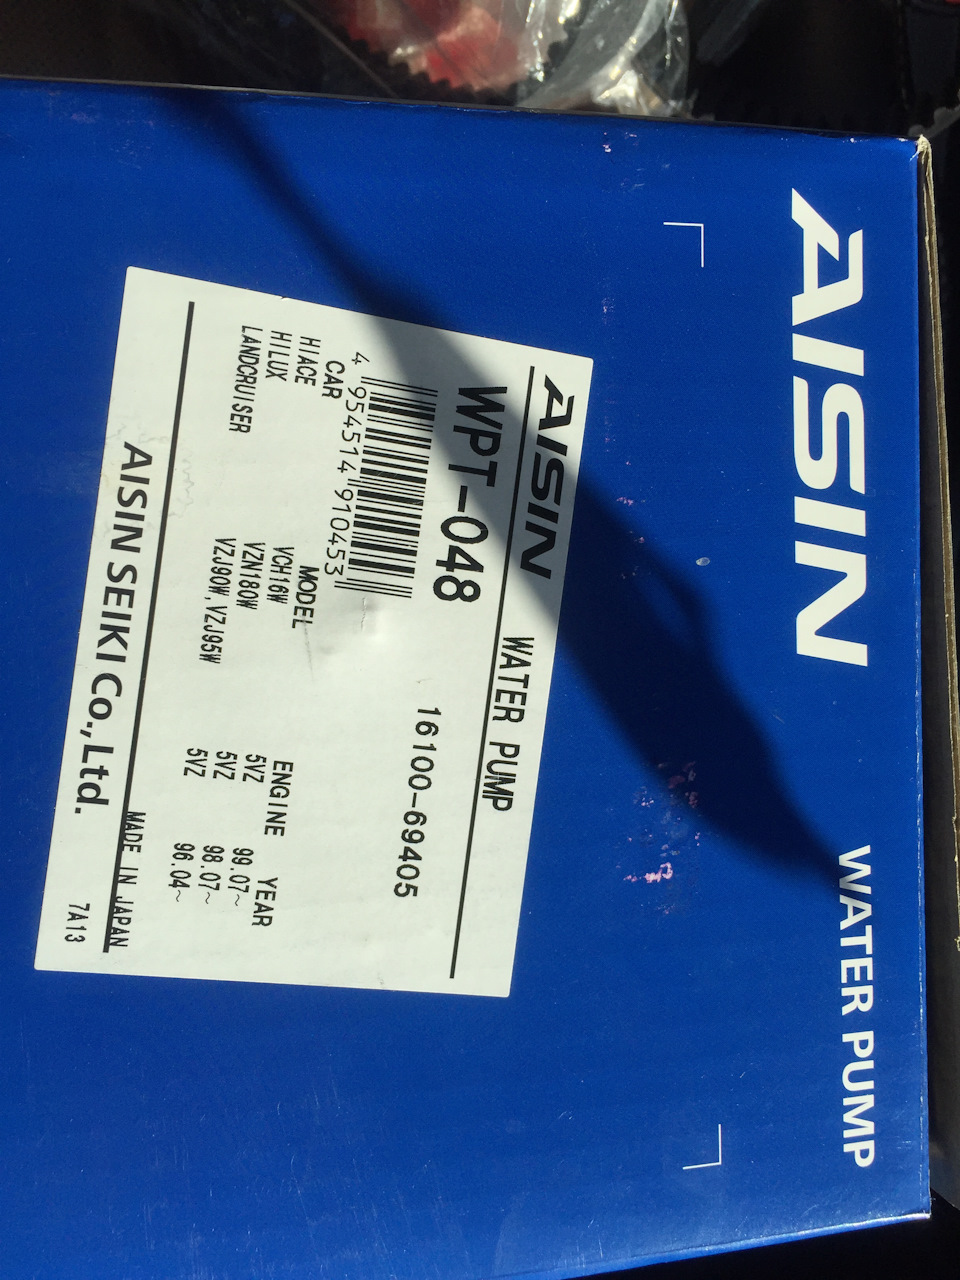 AISIN
WATER PUMP
AISIN WATER PUMP
WPT-048 16100-69405
4 954514 910453
CAR MODEL ENGINE YEAR
HIACE VCH16W 5VZ 99.07~
HILUX VZN180W 5VZ 98.07~
LANDCRUISER VZJ90W, VZJ95W 5VZ 96.04~
MADE IN JAPAN
AISIN SEIKI Co., Ltd. 7A13